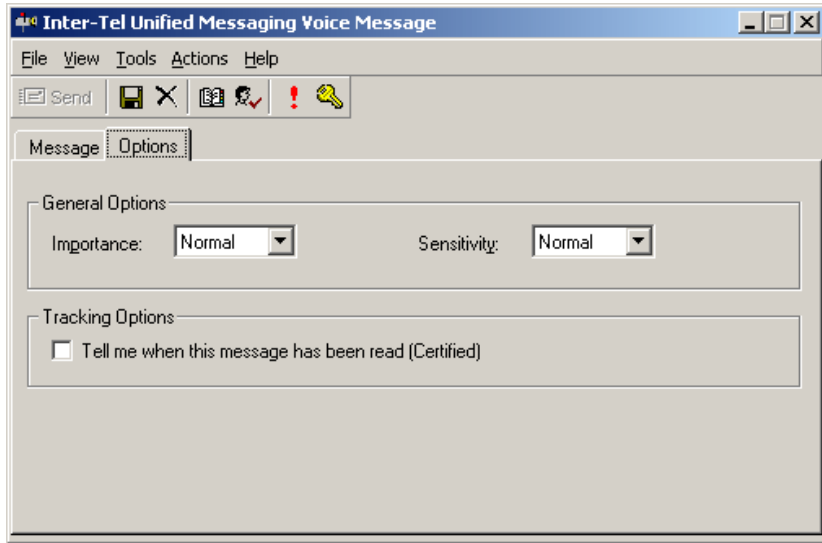 Inter-Tel Unified Messaging Voice Message
File View Tools Actions Help
Send
Message Options
General Options
Importance: Normal Sensitivity: Normal
Tracking Options
Tell me when this message has been read (Certified)